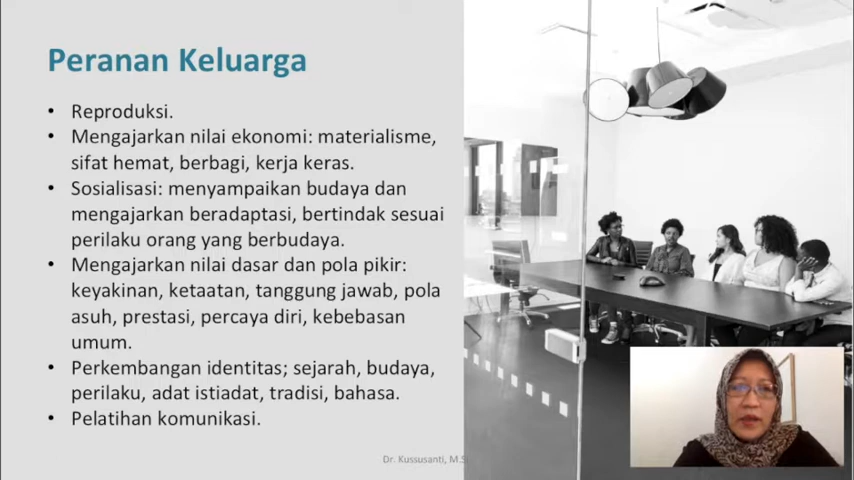 Peranan Keluarga
• Reproduksi.
• Mengajarkan nilai ekonomi: materialisme,
sifat hemat, berbagi, kerja keras.
• Sosialisasi: menyampaikan budaya dan
mengajarkan beradaptasi, bertindak sesuai
perilaku orang yang berbudaya.
• Mengajarkan nilai dasar dan pola pikir:
keyakinan, ketaatan, tanggung jawab, pola
asuh, prestasi, percaya diri, kebebasan
umum.
• Perkembangan identitas; sejarah, budaya,
perilaku, adat istiadat, tradisi, bahasa.
• Pelatihan komunikasi.
Dr. Kussusanti,